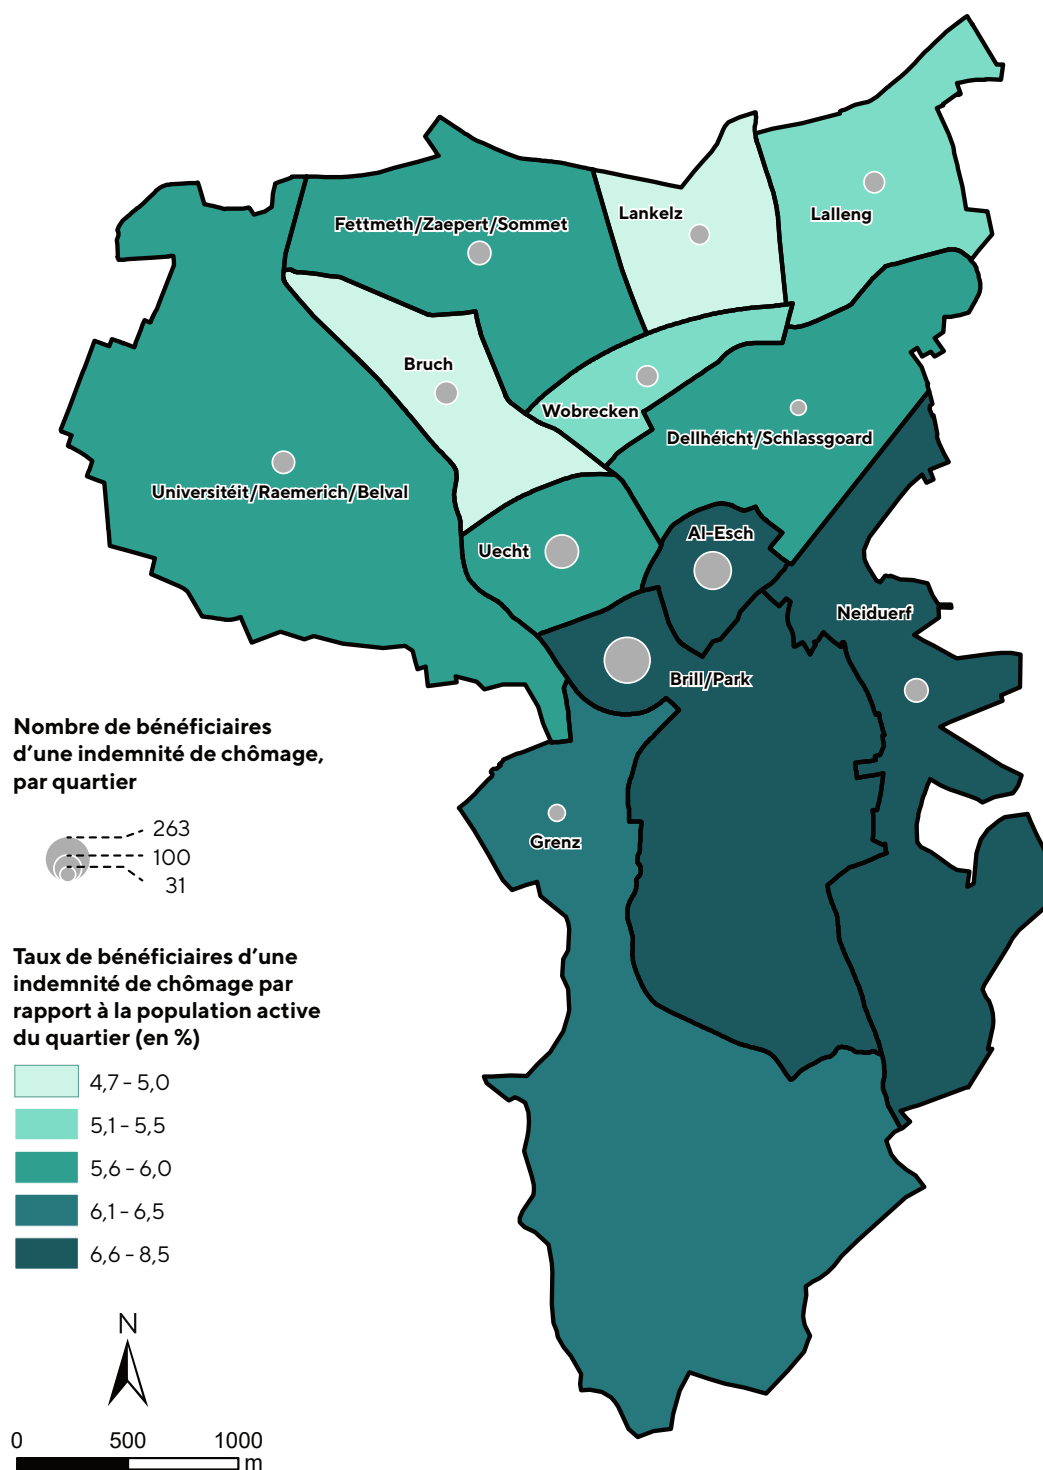 Lankelz
Lalleng
Fettmeth/Zaepert/Sommet
Bruch
Wobrecken
Dellhéicht/Schlassgoard
Universitéit/Raemerich/Belval
Uecht
Al-Esch
Neiduerf
Brill/Park
Grenz
Nombre de bénéficiaires
d’une indemnité de chômage,
par quartier
263
100
31
Taux de bénéficiaires d’une
indemnité de chômage par
rapport à la population active
du quartier (en %)
4,7 - 5,0
5,1 - 5,5
5,6 - 6,0
6,1 - 6,5
6,6 - 8,5
N
0 500 1000
m